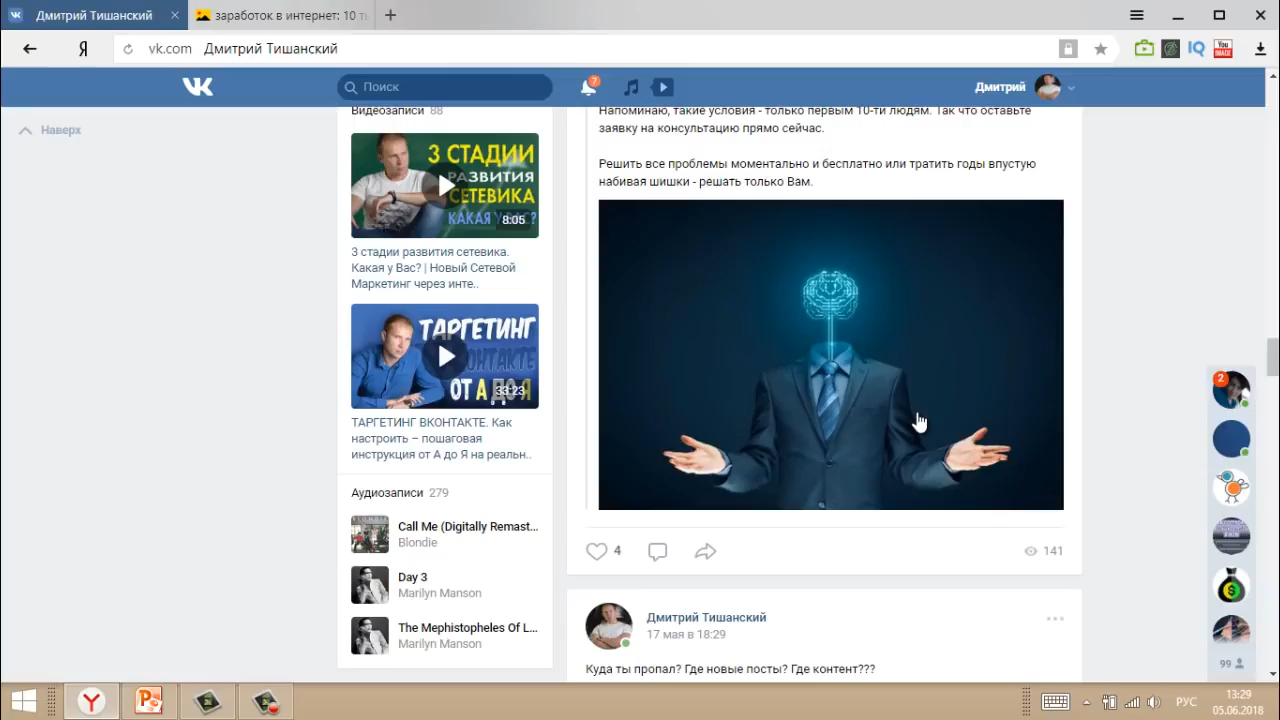 Дмитрий Тишанский
заработок в интернет: 10 т
Я
vk.com Дмитрий Тишанский
IQ
You
IMAGE
Поиск
7
Дмитрий
Наверх
Видеозаписи 88
3 СТАДИИ
РАЗВИТИЯ
СЕТЕВИКА
8:05
3 стадии развития сетевика.
Какая у Вас? | Новый Сетевой
Маркетинг через инте..
ТАРГЕТИНГ
ОТ А ДО Я
33:23
ТАРГЕТИНГ ВКОНТАКТЕ. Как
настроить – пошаговая
инструкция от А до Я на реальн..
Аудиозаписи 279
Call Me (Digitally Remast...
Blondie
Day 3
Marilyn Manson
The Mephistopheles Of L...
Marilyn Manson
Напоминаю, такие условия - только первым 10-ти людям. Так что оставьте
заявку на консультацию прямо сейчас.
Решить все проблемы моментально и бесплатно или тратить годы впустую
набивая шишки - решать только Вам.
4
141
Дмитрий Тишанский
17 мая в 18:29
Куда ты пропал? Где новые посты? Где контент???
2
99
РУС
13:29
05.06.2018